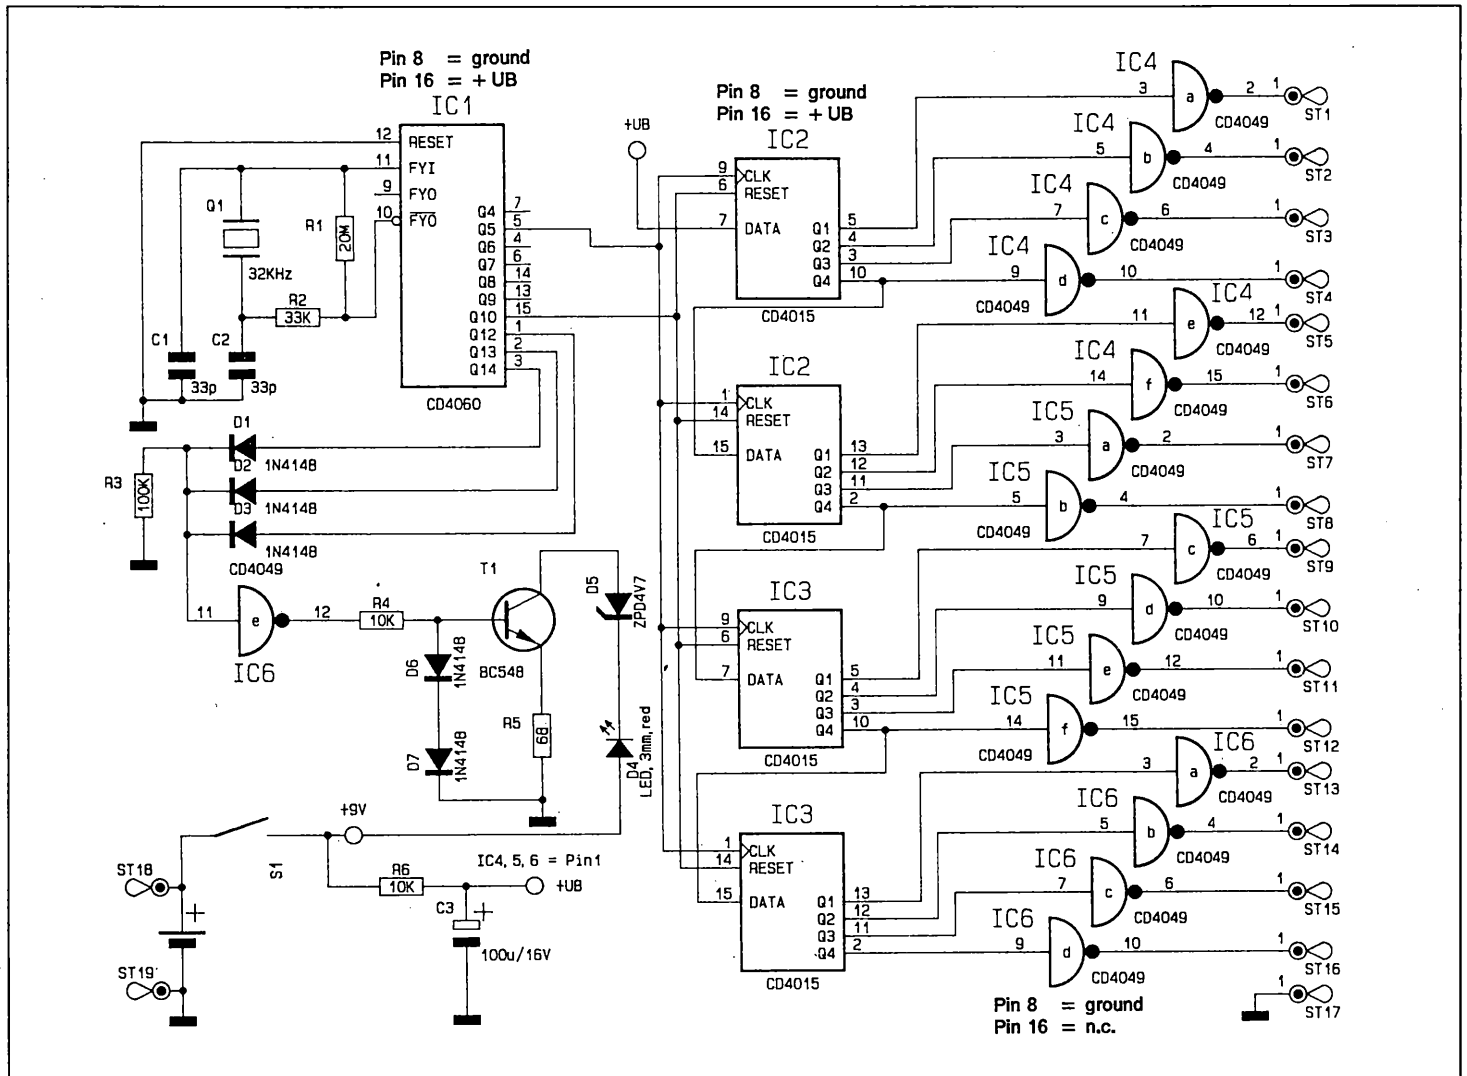 Pin 8 = ground
Pin 16 = + UB
IC1
12 RESET
11 FYI
9 FYO
10 FYO
Q4 7
Q5 5
Q6 4
Q7 6
Q8 14
Q9 13
Q10 15
Q12 1
Q13 2
Q14 3
CD4060
Q1
32KHz
R1
20M
R2
33K
C1
33p
C2
33p
D1
1N4148
D2
1N4148
D3
1N4148
R3
100K
CD4049
11 e 12
IC6
R4
10K
T1
BC548
D6
1N4148
D7
1N4148
R5
68
D5
ZPD4V7
D4
LED, 3mm, red
+9V
S1
ST18
ST19
R6
10K
IC4, 5, 6 = Pin1
+UB
C3
+
100u/16V
+
+UB
Pin 8 = ground
Pin 16 = + UB
IC2
9 CLK
6 RESET
7 DATA
Q1 5
Q2 4
Q3 3
Q4 10
CD4015
IC2
1 CLK
14 RESET
15 DATA
Q1 13
Q2 12
Q3 11
Q4 2
CD4015
IC3
9 CLK
6 RESET
7 DATA
Q1 5
Q2 4
Q3 3
Q4 10
CD4015
IC3
1 CLK
14 RESET
15 DATA
Q1 13
Q2 12
Q3 11
Q4 2
CD4015
IC4
3 a 2 1
CD4049 ST1
IC4
5 b 4 1
CD4049 ST2
IC4
7 c 6 1
CD4049 ST3
IC4
9 d 10 1
CD4049 ST4
IC4
11 e 12 1
CD4049 ST5
IC4
14 f 15 1
CD4049 ST6
IC5
3 a 2 1
CD4049 ST7
IC5
5 b 4 1
CD4049 ST8
IC5
7 c 6 1
CD4049 ST9
IC5
9 d 10 1
CD4049 ST10
IC5
11 e 12 1
CD4049 ST11
IC5
14 f 15 1
CD4049 ST12
IC6
3 a 2 1
CD4049 ST13
IC6
5 b 4 1
CD4049 ST14
IC6
7 c 6 1
CD4049 ST15
IC6
9 d 10 1
CD4049 ST16
1
ST17
Pin 8 = ground
Pin 16 = n.c.